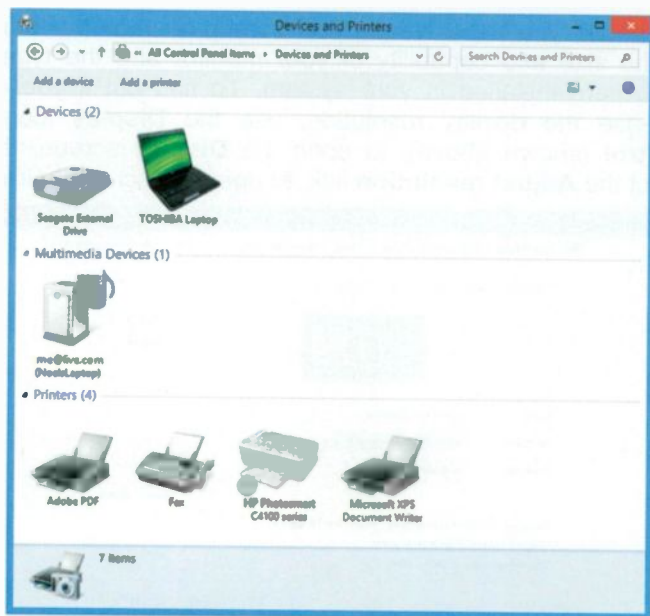 Devices and Printers
« All Control Panel Items › Devices and Printers
Search Devices and Printers
Add a device Add a printer
Devices (2)
Seagate External
Drive
TOSHIBA Laptop
Multimedia Devices (1)
me@live.com
Printers (4)
Adobe PDF
Fax
HP Photosmart
C4100 series
Microsoft XPS
Document Writer
7 items